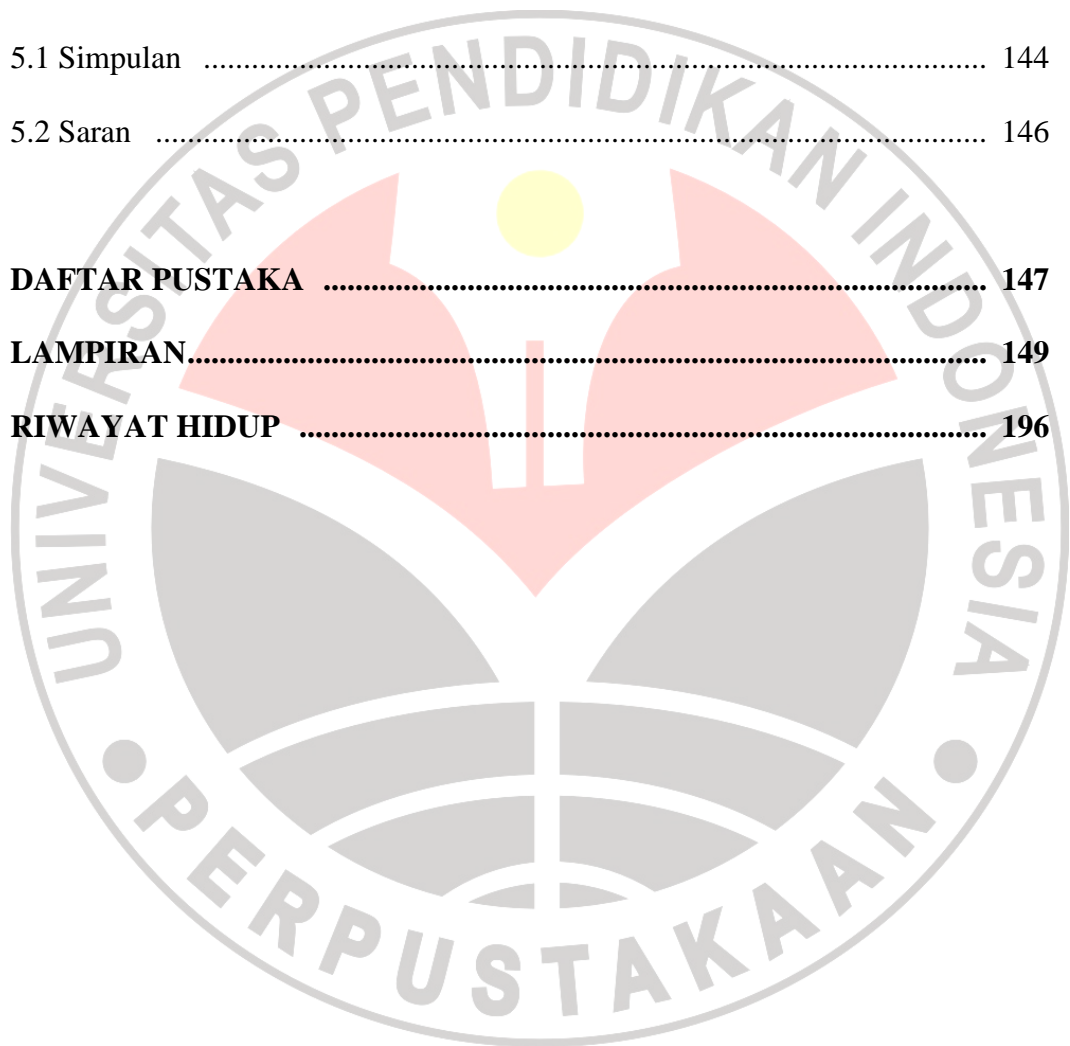 5.1 Simpulan ................................................................ 144
5.2 Saran ................................................................ 146
DAFTAR PUSTAKA ................................................................ 147
LAMPIRAN................................................................ 149
RIWAYAT HIDUP ................................................................ 196
UNIVERSITAS PENDIDIKAN INDONESIA
PERPUSTAKAAN